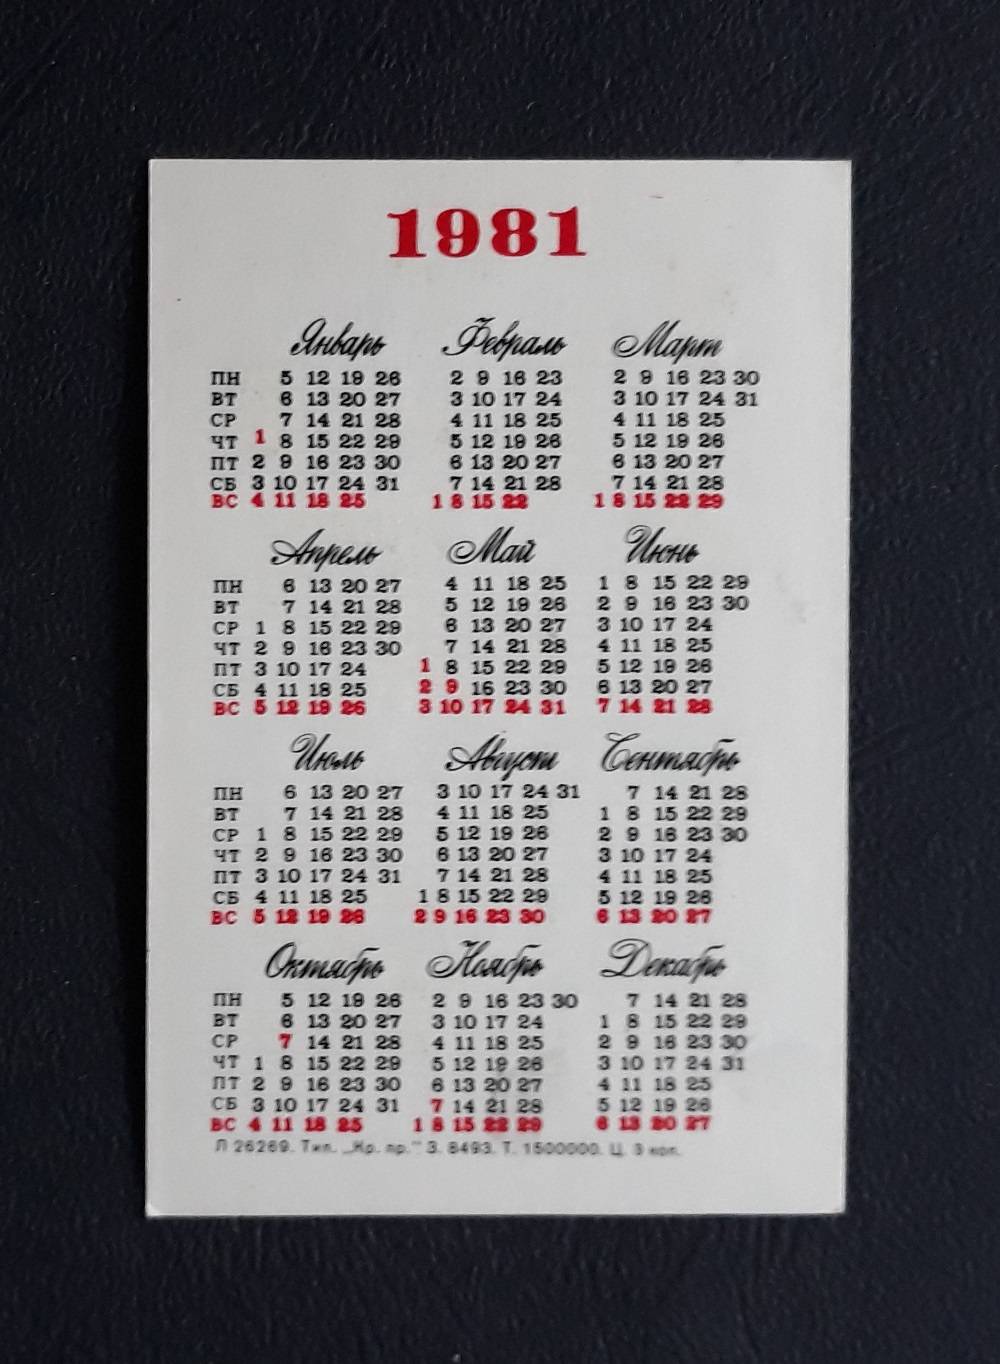 1981
Январь Февраль Март
ПН 5 12 19 26 2 9 16 23 2 9 16 23 30
ВТ 6 13 20 27 3 10 17 24 3 10 17 24 31
СР 7 14 21 28 4 11 18 25 4 11 18 25
ЧТ 1 8 15 22 29 5 12 19 26 5 12 19 26
ПТ 2 9 16 23 30 6 13 20 27 6 13 20 27
СБ 3 10 17 24 31 7 14 21 28 7 14 21 28
ВС 4 11 18 25 1 8 15 22 1 8 15 22 29
Апрель Май Июнь
ПН 6 13 20 27 4 11 18 25 1 8 15 22 29
ВТ 7 14 21 28 5 12 19 26 2 9 16 23 30
СР 1 8 15 22 29 6 13 20 27 3 10 17 24
ЧТ 2 9 16 23 30 7 14 21 28 4 11 18 25
ПТ 3 10 17 24 1 8 15 22 29 5 12 19 26
СБ 4 11 18 25 2 9 16 23 30 6 13 20 27
ВС 5 12 19 26 3 10 17 24 31 7 14 21 28
Июль Август Сентябрь
ПН 6 13 20 27 3 10 17 24 31 7 14 21 28
ВТ 7 14 21 28 4 11 18 25 1 8 15 22 29
СР 1 8 15 22 29 5 12 19 26 2 9 16 23 30
ЧТ 2 9 16 23 30 6 13 20 27 3 10 17 24
ПТ 3 10 17 24 31 7 14 21 28 4 11 18 25
СБ 4 11 18 25 1 8 15 22 29 5 12 19 26
ВС 5 12 19 26 2 9 16 23 30 6 13 20 27
Октябрь Ноябрь Декабрь
ПН 5 12 19 26 2 9 16 23 30 7 14 21 28
ВТ 6 13 20 27 3 10 17 24 1 8 15 22 29
СР 7 14 21 28 4 11 18 25 2 9 16 23 30
ЧТ 1 8 15 22 29 5 12 19 26 3 10 17 24 31
ПТ 2 9 16 23 30 6 13 20 27 4 11 18 25
СБ 3 10 17 24 31 7 14 21 28 5 12 19 26
ВС 4 11 18 25 1 8 15 22 29 6 13 20 27
Л 26269. Тип. „Кр. пр." З. 8493. Т. 1500000. Ц. 3 коп.